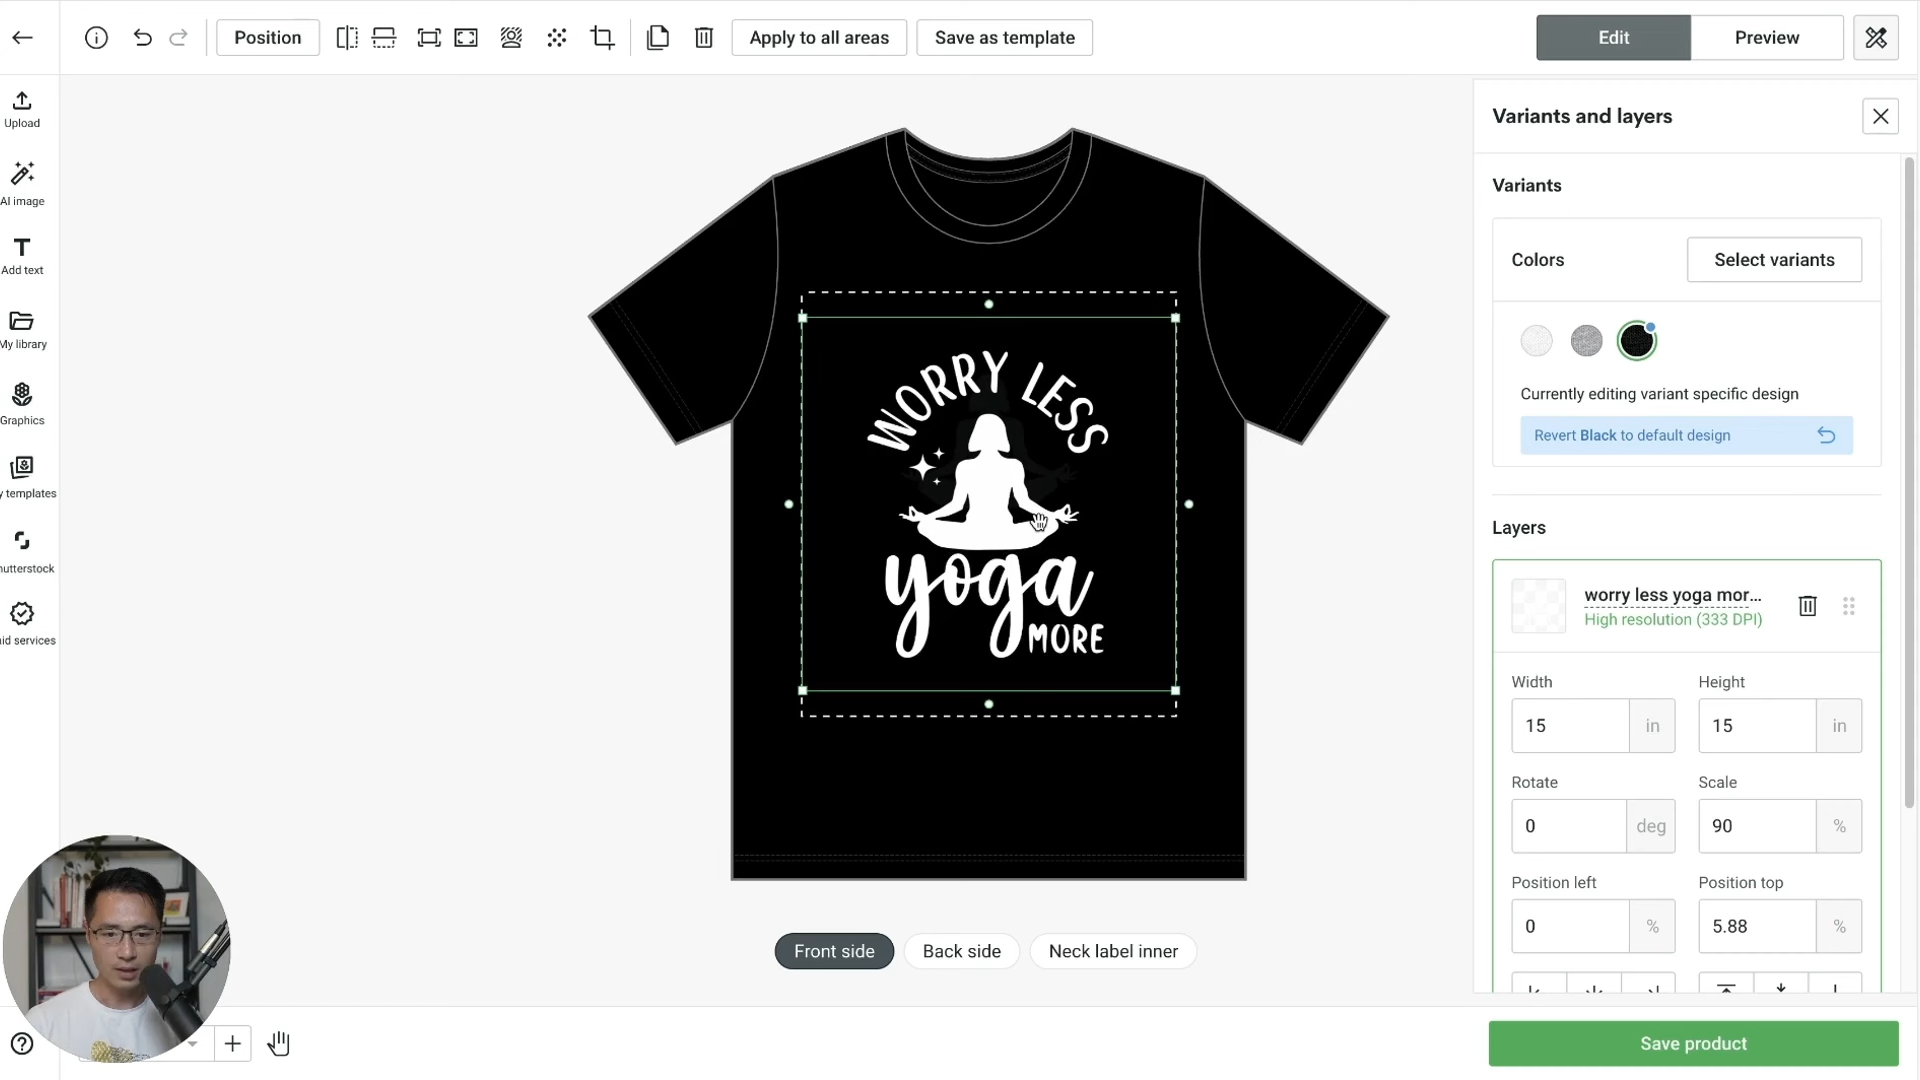 Position
Apply to all areas
Save as template
Edit
Preview
Upload
AI image
Add text
My library
Graphics
y templates
utterstock
id services
WORRY LESS
yoga
MORE
Front side
Back side
Neck label inner
Variants and layers
Variants
Colors
Select variants
Currently editing variant specific design
Revert Black to default design
Layers
worry less yoga mor...
High resolution (333 DPI)
Width
Height
15 in
15 in
Rotate
Scale
0 deg
90 %
Position left
Position top
0 %
5.88 %
Save product